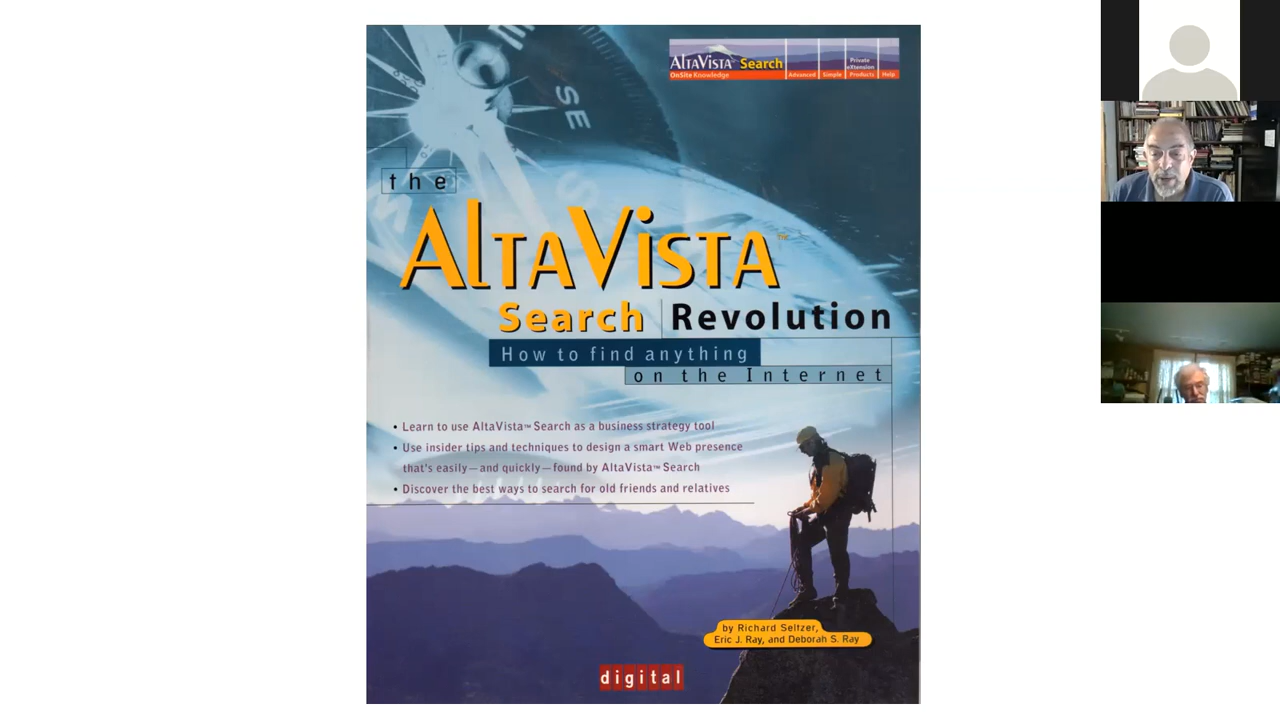 E
SE
S
AltaVista™ Search
OnSite Knowledge
Advanced
Simple
Private eXtension Products
Help
the
AltaVista™
Search Revolution
How to find anything
on the Internet
• Learn to use AltaVista™ Search as a business strategy tool
• Use insider tips and techniques to design a smart Web presence
that's easily—and quickly—found by AltaVista™ Search
• Discover the best ways to search for old friends and relatives
by Richard Seltzer,
Eric J. Ray, and Deborah S. Ray
digital